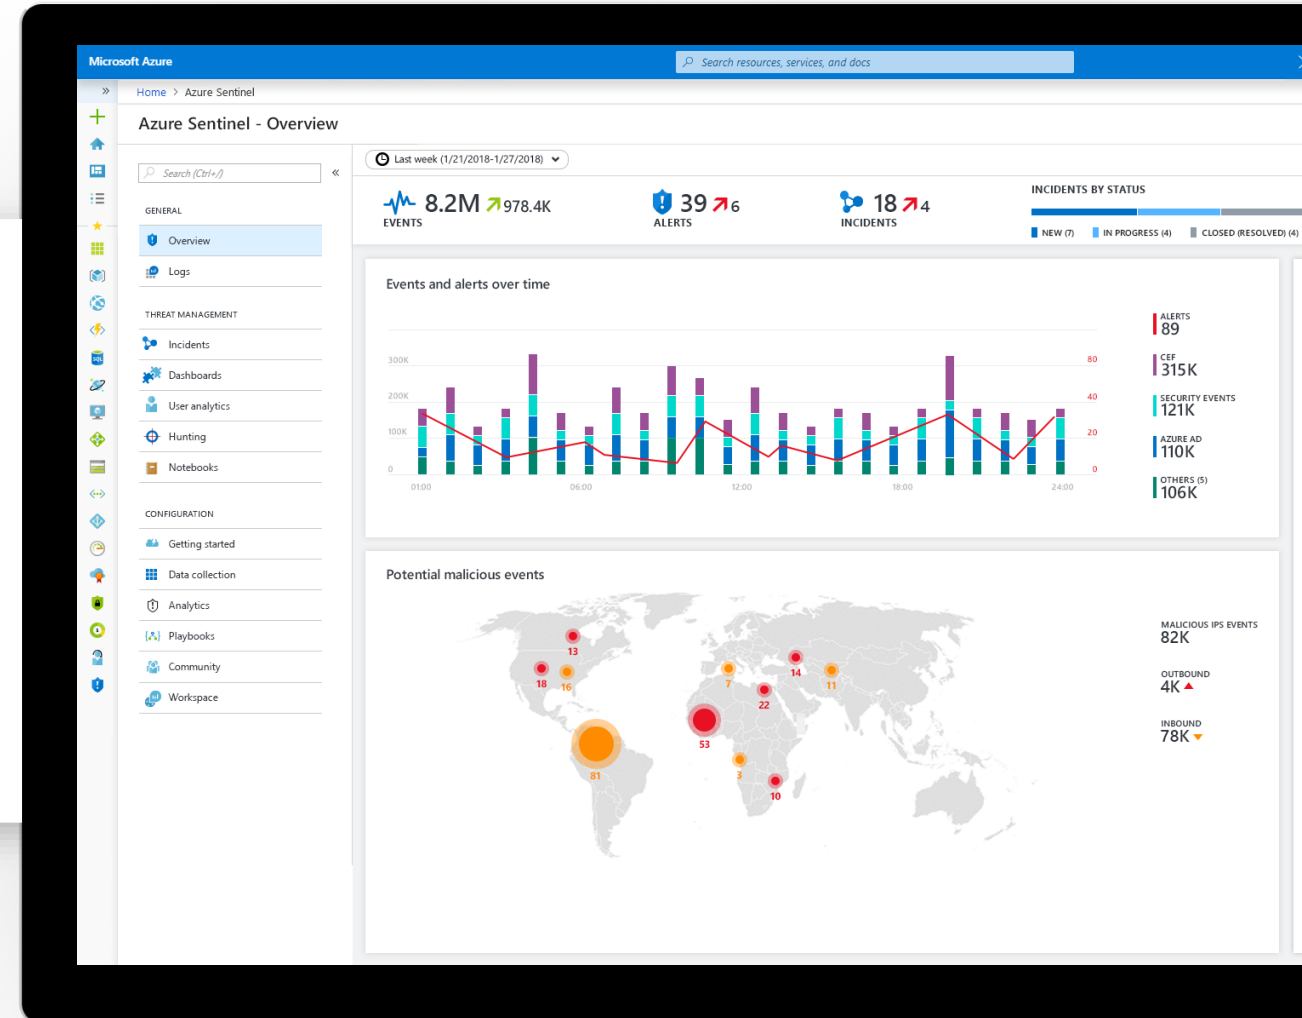 Microsoft Azure
Search resources, services, and docs
Home > Azure Sentinel
Azure Sentinel - Overview
Search (Ctrl+/)
GENERAL
Overview
Logs
THREAT MANAGEMENT
Incidents
Dashboards
User analytics
Hunting
Notebooks
CONFIGURATION
Getting started
Data collection
Analytics
Playbooks
Community
Workspace
Last week (1/21/2018-1/27/2018)
8.2M 978.4K
EVENTS
39 6
ALERTS
18 4
INCIDENTS
INCIDENTS BY STATUS
NEW (7) IN PROGRESS (4) CLOSED (RESOLVED) (4)
Events and alerts over time
300K
200K
100K
0
80
40
20
0
01:00 06:00 12:00 18:00 24:00
ALERTS
89
CEF
315K
SECURITY EVENTS
121K
AZURE AD
110K
OTHERS (5)
106K
Potential malicious events
13
18
16
7
14
11
22
53
81
3
10
MALICIOUS IPS EVENTS
82K
OUTBOUND
4K
INBOUND
78K
SQL